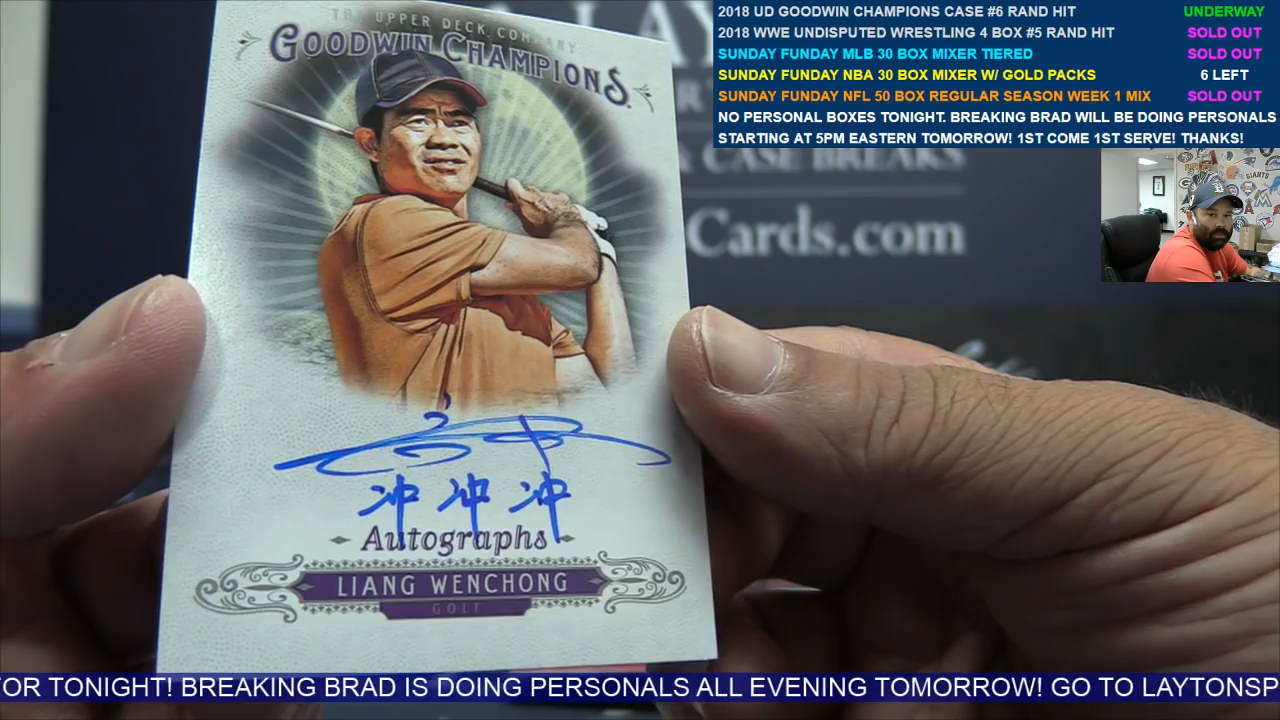 2018 UD GOODWIN CHAMPIONS CASE #6 RAND HIT UNDERWAY
2018 WWE UNDISPUTED WRESTLING 4 BOX #5 RAND HIT SOLD OUT
SUNDAY FUNDAY MLB 30 BOX MIXER TIERED SOLD OUT
SUNDAY FUNDAY NBA 30 BOX MIXER W/ GOLD PACKS 6 LEFT
SUNDAY FUNDAY NFL 50 BOX REGULAR SEASON WEEK 1 MIX SOLD OUT
NO PERSONAL BOXES TONIGHT. BREAKING BRAD WILL BE DOING PERSONALS
STARTING AT 5PM EASTERN TOMORROW! 1ST COME 1ST SERVE! THANKS!
THE UPPER DECK COMPANY
GOODWIN CHAMPIONS.
CASE BREAKS
Cards.com
GIANTS
冲冲冲
Autographs
LIANG WENCHONG
GOLF
OR TONIGHT! BREAKING BRAD IS DOING PERSONALS ALL EVENING TOMORROW! GO TO LAYTONSP